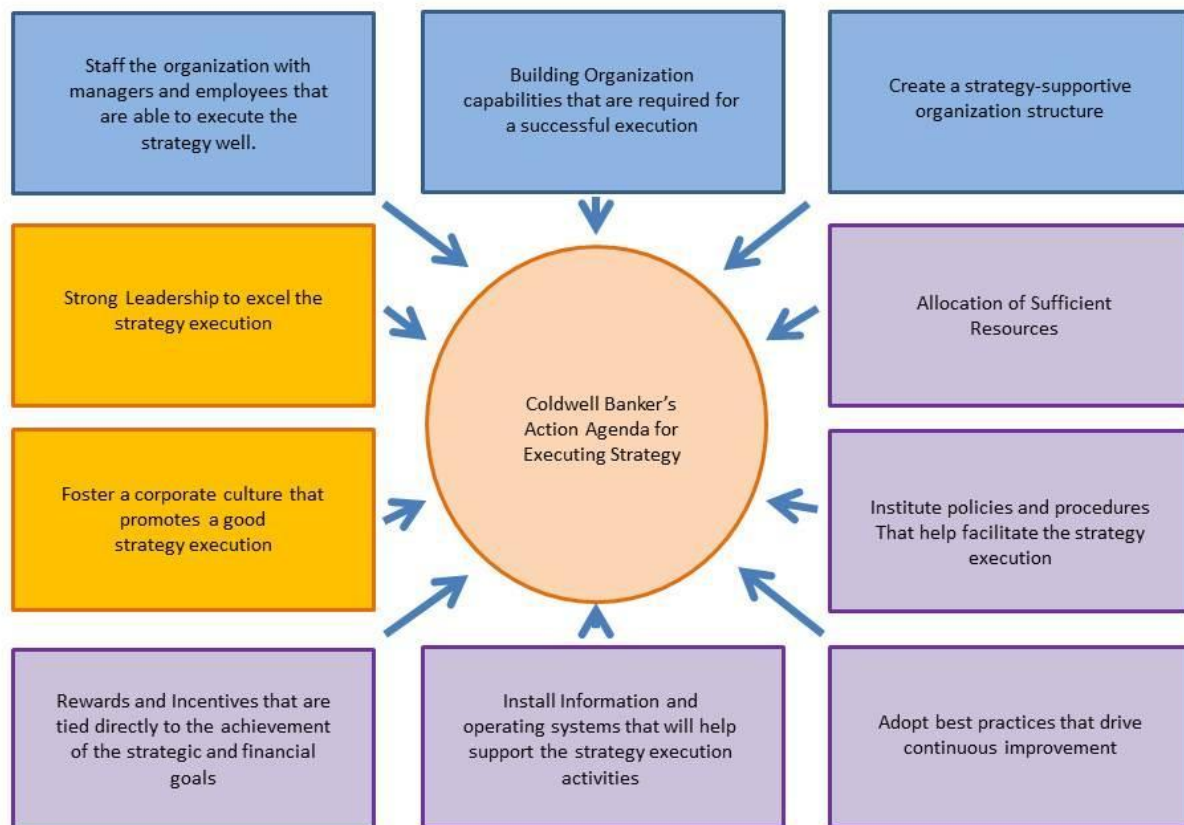 Staff the organization with
managers and employees that
are able to execute the
strategy well.
Building Organization
capabilities that are required for
a successful execution
Create a strategy-supportive
organization structure
Strong Leadership to excel the
strategy execution
Allocation of Sufficient
Resources
Coldwell Banker’s
Action Agenda for
Executing Strategy
Foster a corporate culture that
promotes a good
strategy execution
Institute policies and procedures
That help facilitate the strategy
execution
Rewards and Incentives that are
tied directly to the achievement
of the strategic and financial
goals
Install Information and
operating systems that will help
support the strategy execution
activities
Adopt best practices that drive
continuous improvement